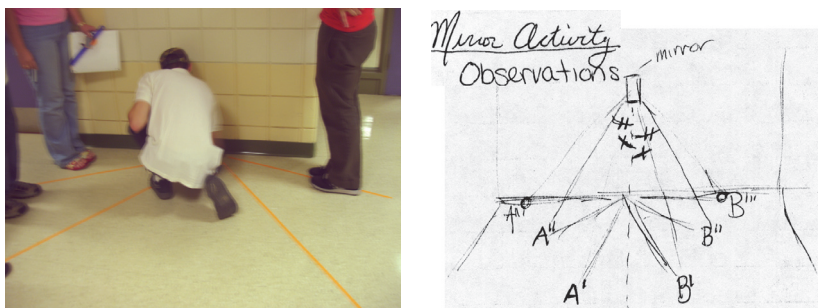 Mirror Activity
Observations
mirror
A'''
B'''
A''
B''
A'
B'